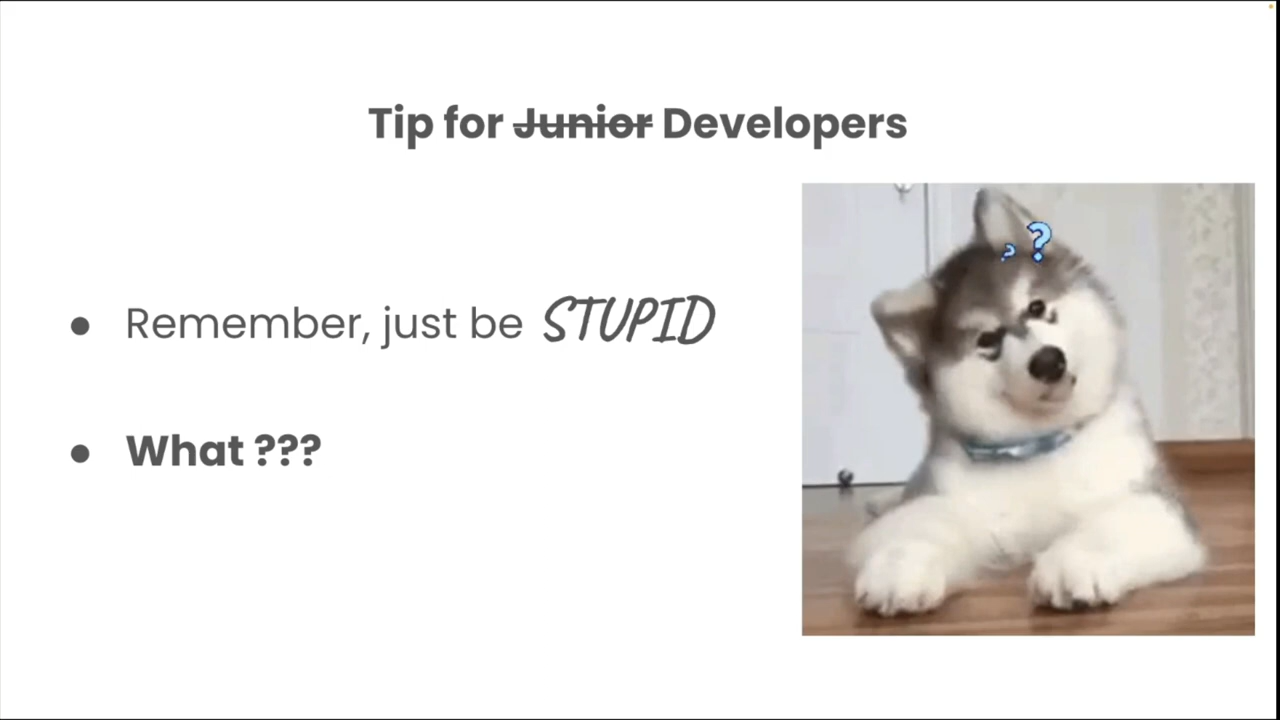 Tip for Junior Developers
● Remember, just be STUPID
● What ???
?
?